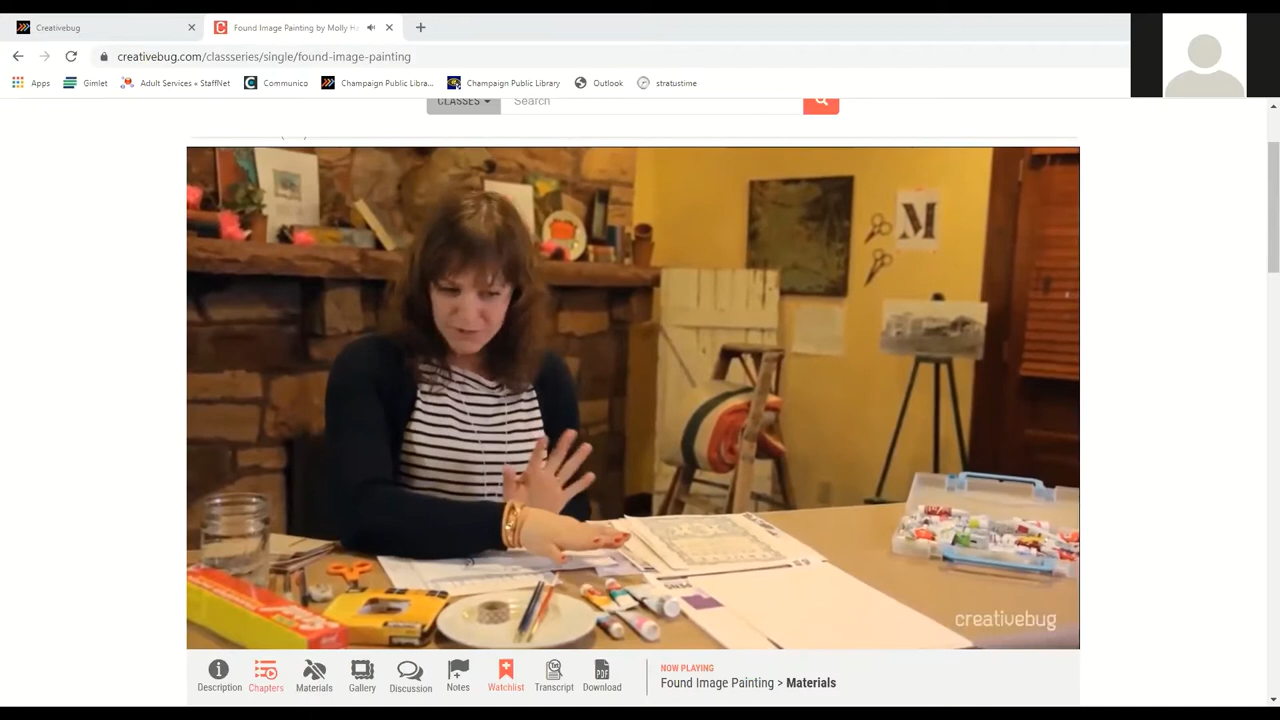 Creativebug
Found Image Painting by Molly H
creativebug.com/classseries/single/found-image-painting
Apps Gimlet Adult Services « StaffNet Communico Champaign Public Libra... Champaign Public Library Outlook stratustime
CLASSES Search
M
creativebug
Description Chapters Materials Gallery Discussion Notes Watchlist Transcript Download
NOW PLAYING
Found Image Painting > Materials